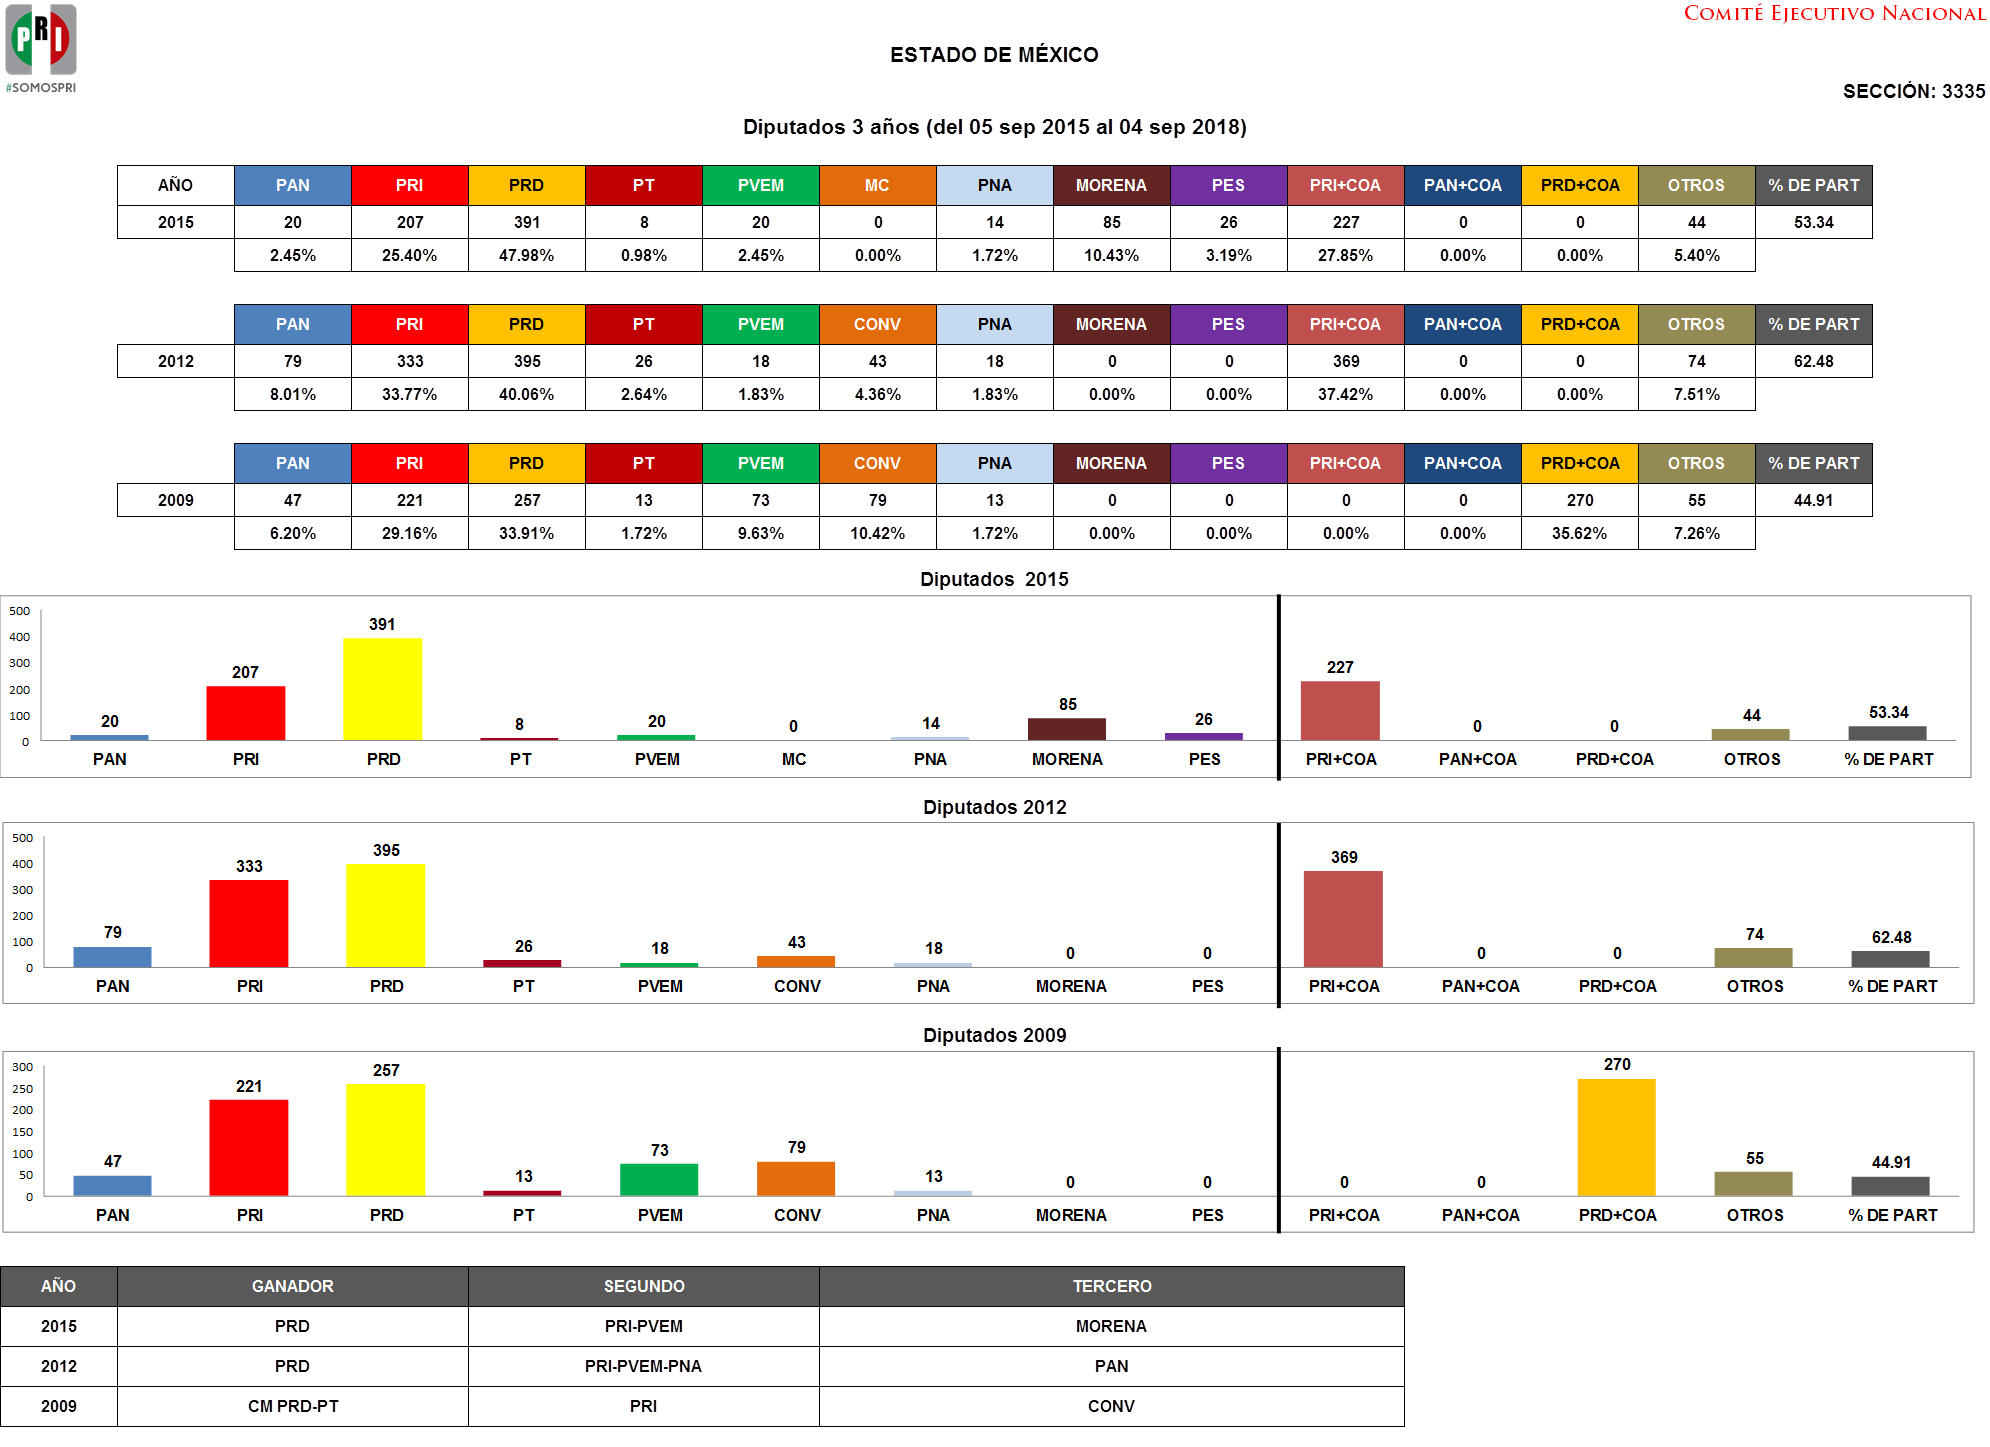 PRI
#SOMOSPRI
COMITÉ EJECUTIVO NACIONAL
ESTADO DE MÉXICO
SECCIÓN: 3335
Diputados 3 años (del 05 sep 2015 al 04 sep 2018)
AÑO PAN PRI PRD PT PVEM MC PNA MORENA PES PRI+COA PAN+COA PRD+COA OTROS % DE PART
2015 20 207 391 8 20 0 14 85 26 227 0 0 44 53.34
2.45% 25.40% 47.98% 0.98% 2.45% 0.00% 1.72% 10.43% 3.19% 27.85% 0.00% 0.00% 5.40%
PAN PRI PRD PT PVEM CONV PNA MORENA PES PRI+COA PAN+COA PRD+COA OTROS % DE PART
2012 79 333 395 26 18 43 18 0 0 369 0 0 74 62.48
8.01% 33.77% 40.06% 2.64% 1.83% 4.36% 1.83% 0.00% 0.00% 37.42% 0.00% 0.00% 7.51%
PAN PRI PRD PT PVEM CONV PNA MORENA PES PRI+COA PAN+COA PRD+COA OTROS % DE PART
2009 47 221 257 13 73 79 13 0 0 0 0 270 55 44.91
6.20% 29.16% 33.91% 1.72% 9.63% 10.42% 1.72% 0.00% 0.00% 0.00% 0.00% 35.62% 7.26%
Diputados 2015
500
400
300
200
100
0
20 207 391 8 20 0 14 85 26 227 0 0 44 53.34
PAN PRI PRD PT PVEM MC PNA MORENA PES PRI+COA PAN+COA PRD+COA OTROS % DE PART
Diputados 2012
500
400
300
200
100
0
79 333 395 26 18 43 18 0 0 369 0 0 74 62.48
PAN PRI PRD PT PVEM CONV PNA MORENA PES PRI+COA PAN+COA PRD+COA OTROS % DE PART
Diputados 2009
300
250
200
150
100
50
0
47 221 257 13 73 79 13 0 0 0 0 270 55 44.91
PAN PRI PRD PT PVEM CONV PNA MORENA PES PRI+COA PAN+COA PRD+COA OTROS % DE PART
AÑO GANADOR SEGUNDO TERCERO
2015 PRD PRI-PVEM MORENA
2012 PRD PRI-PVEM-PNA PAN
2009 CM PRD-PT PRI CONV